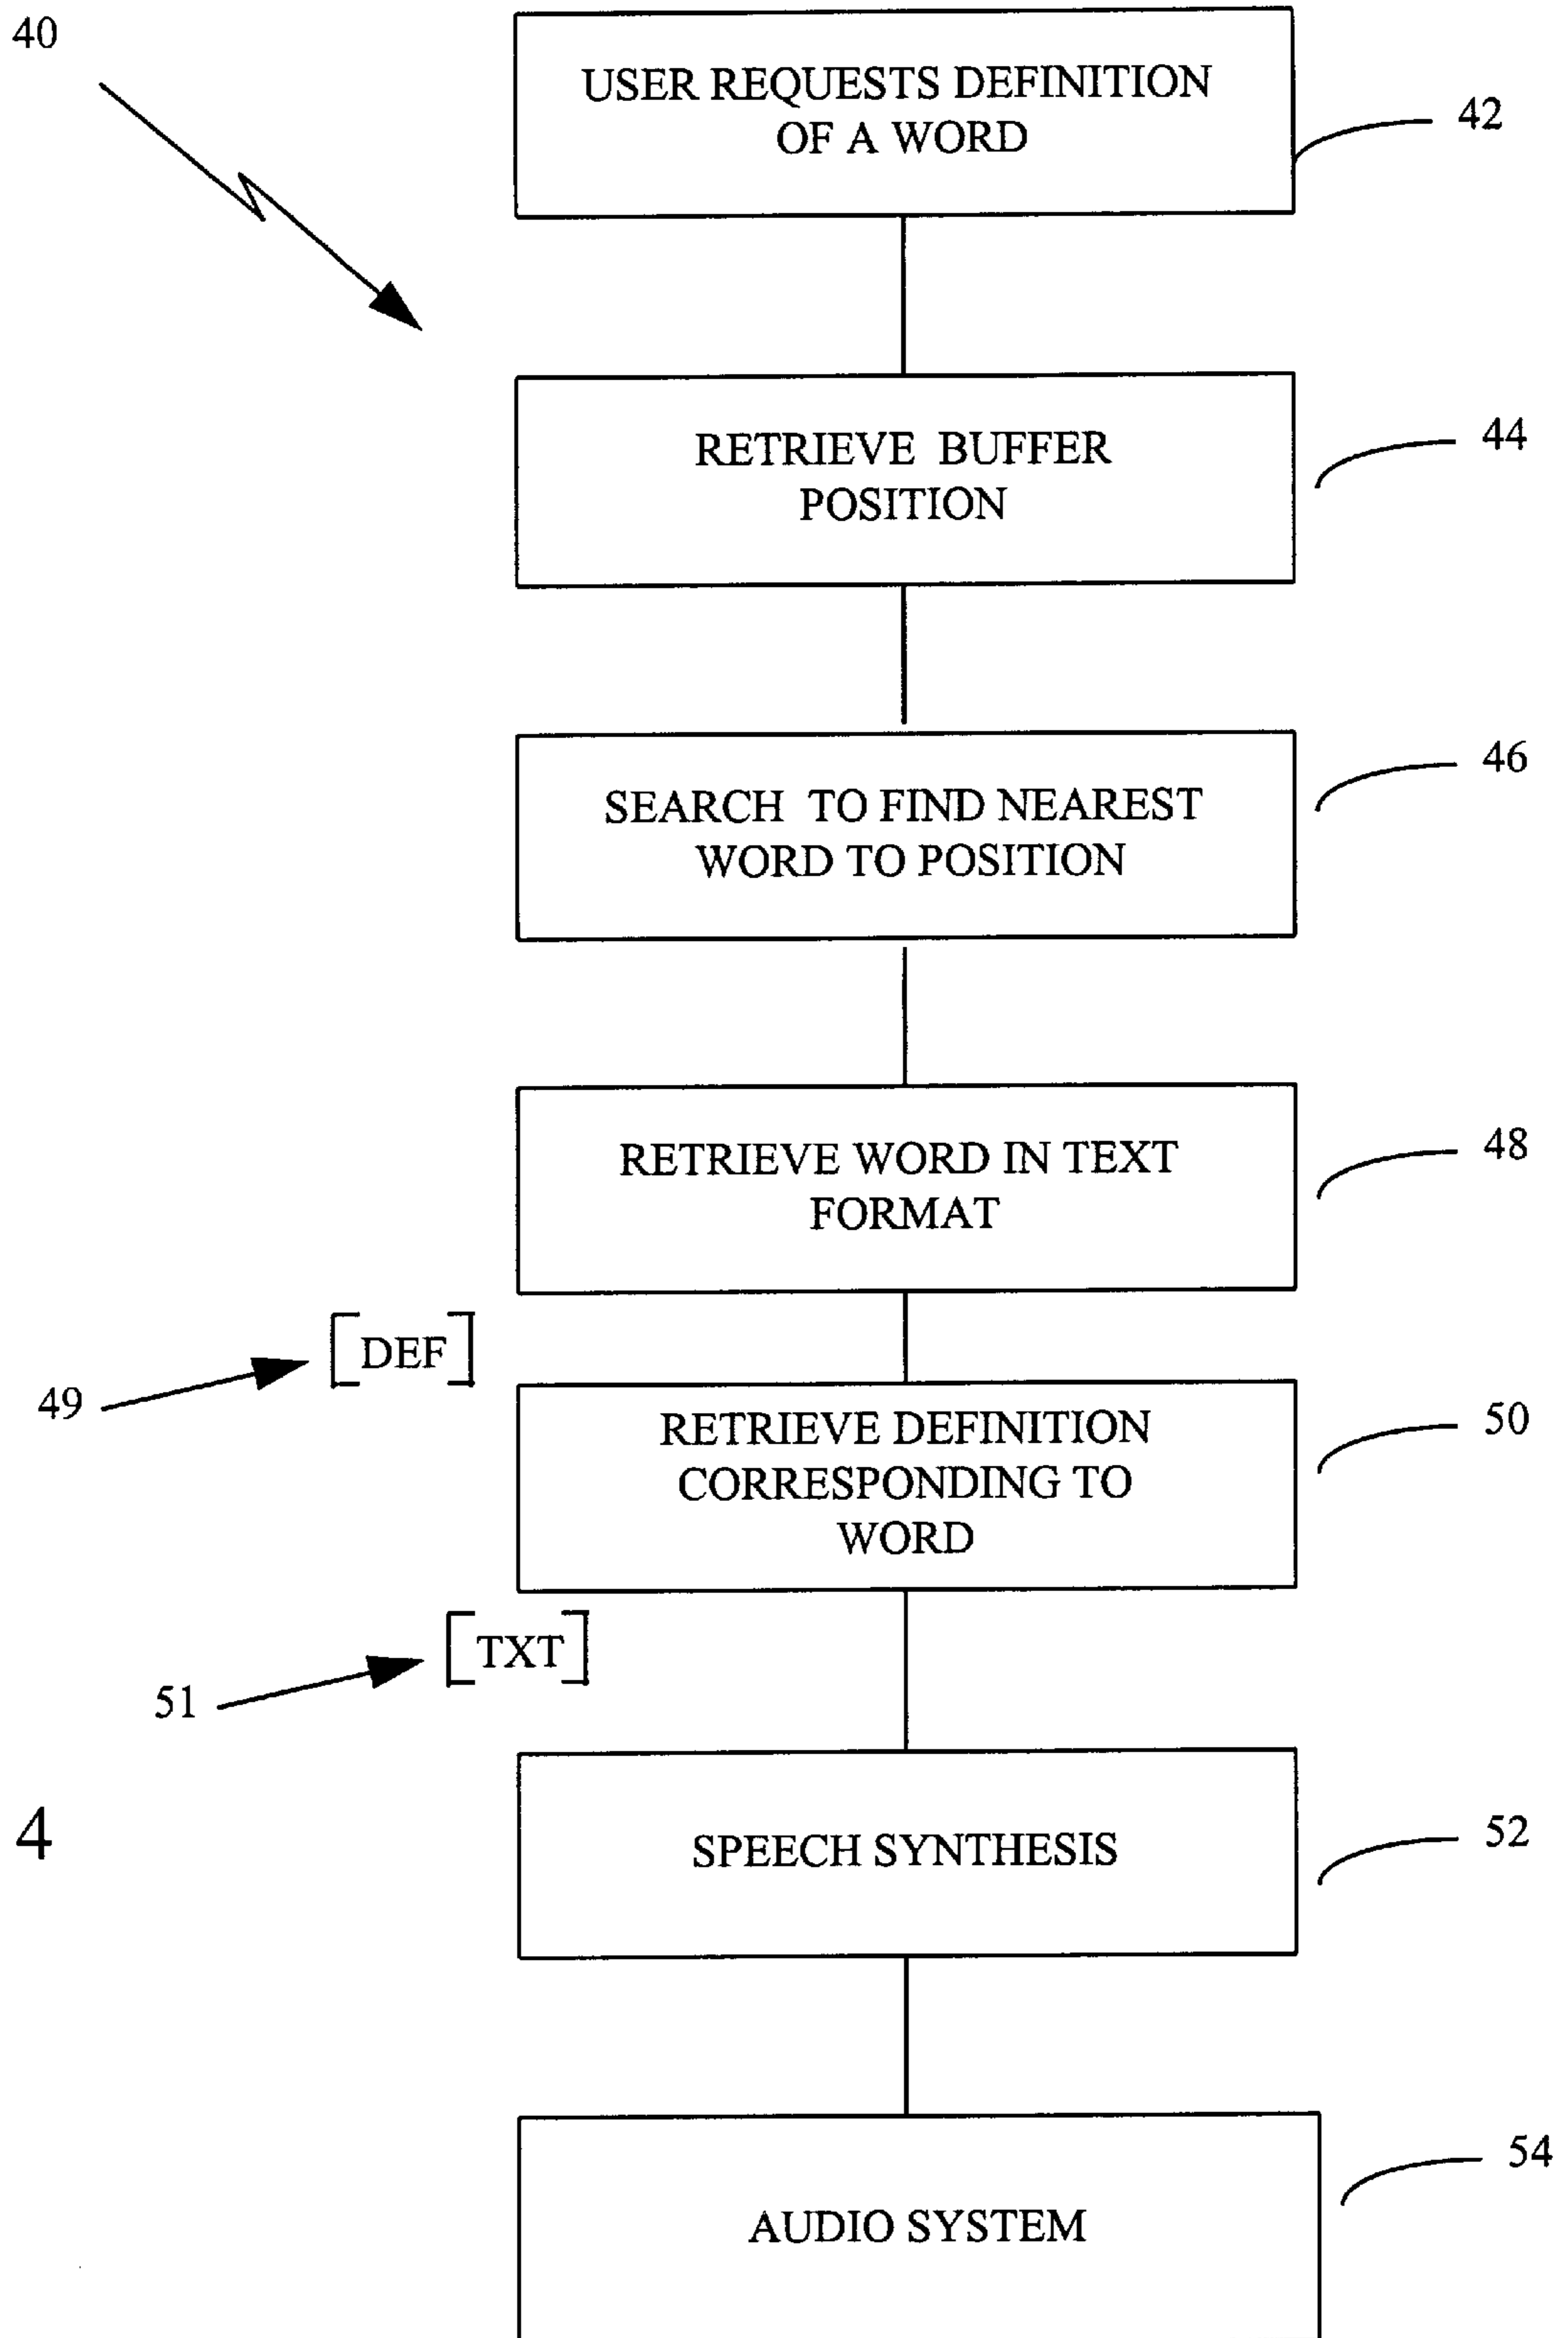 40
USER REQUESTS DEFINITION
OF A WORD
42
RETRIEVE BUFFER
POSITION
44
SEARCH TO FIND NEAREST
WORD TO POSITION
46
RETRIEVE WORD IN TEXT
FORMAT
48
[DEF]
49
RETRIEVE DEFINITION
CORRESPONDING TO
WORD
50
[TXT]
51
4
SPEECH SYNTHESIS
52
AUDIO SYSTEM
54